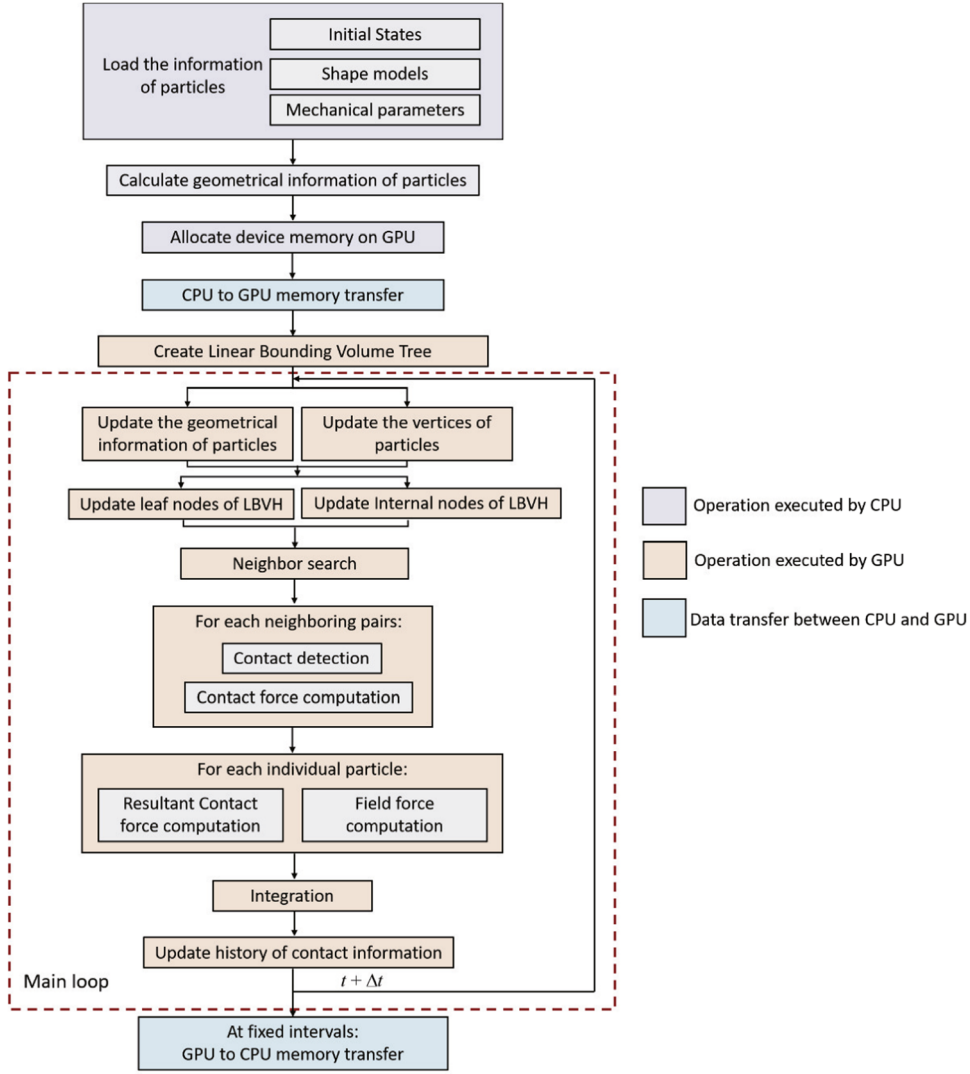 Initial States
Load the information
of particles
Shape models
Mechanical parameters
Calculate geometrical information of particles
Allocate device memory on GPU
CPU to GPU memory transfer
Create Linear Bounding Volume Tree
Update the geometrical
information of particles
Update the vertices of
particles
Update leaf nodes of LBVH
Update Internal nodes of LBVH
Neighbor search
For each neighboring pairs:
Contact detection
Contact force computation
For each individual particle:
Resultant Contact
force computation
Field force
computation
Integration
Update history of contact information
Main loop
t + Δt
At fixed intervals:
GPU to CPU memory transfer
Operation executed by CPU
Operation executed by GPU
Data transfer between CPU and GPU